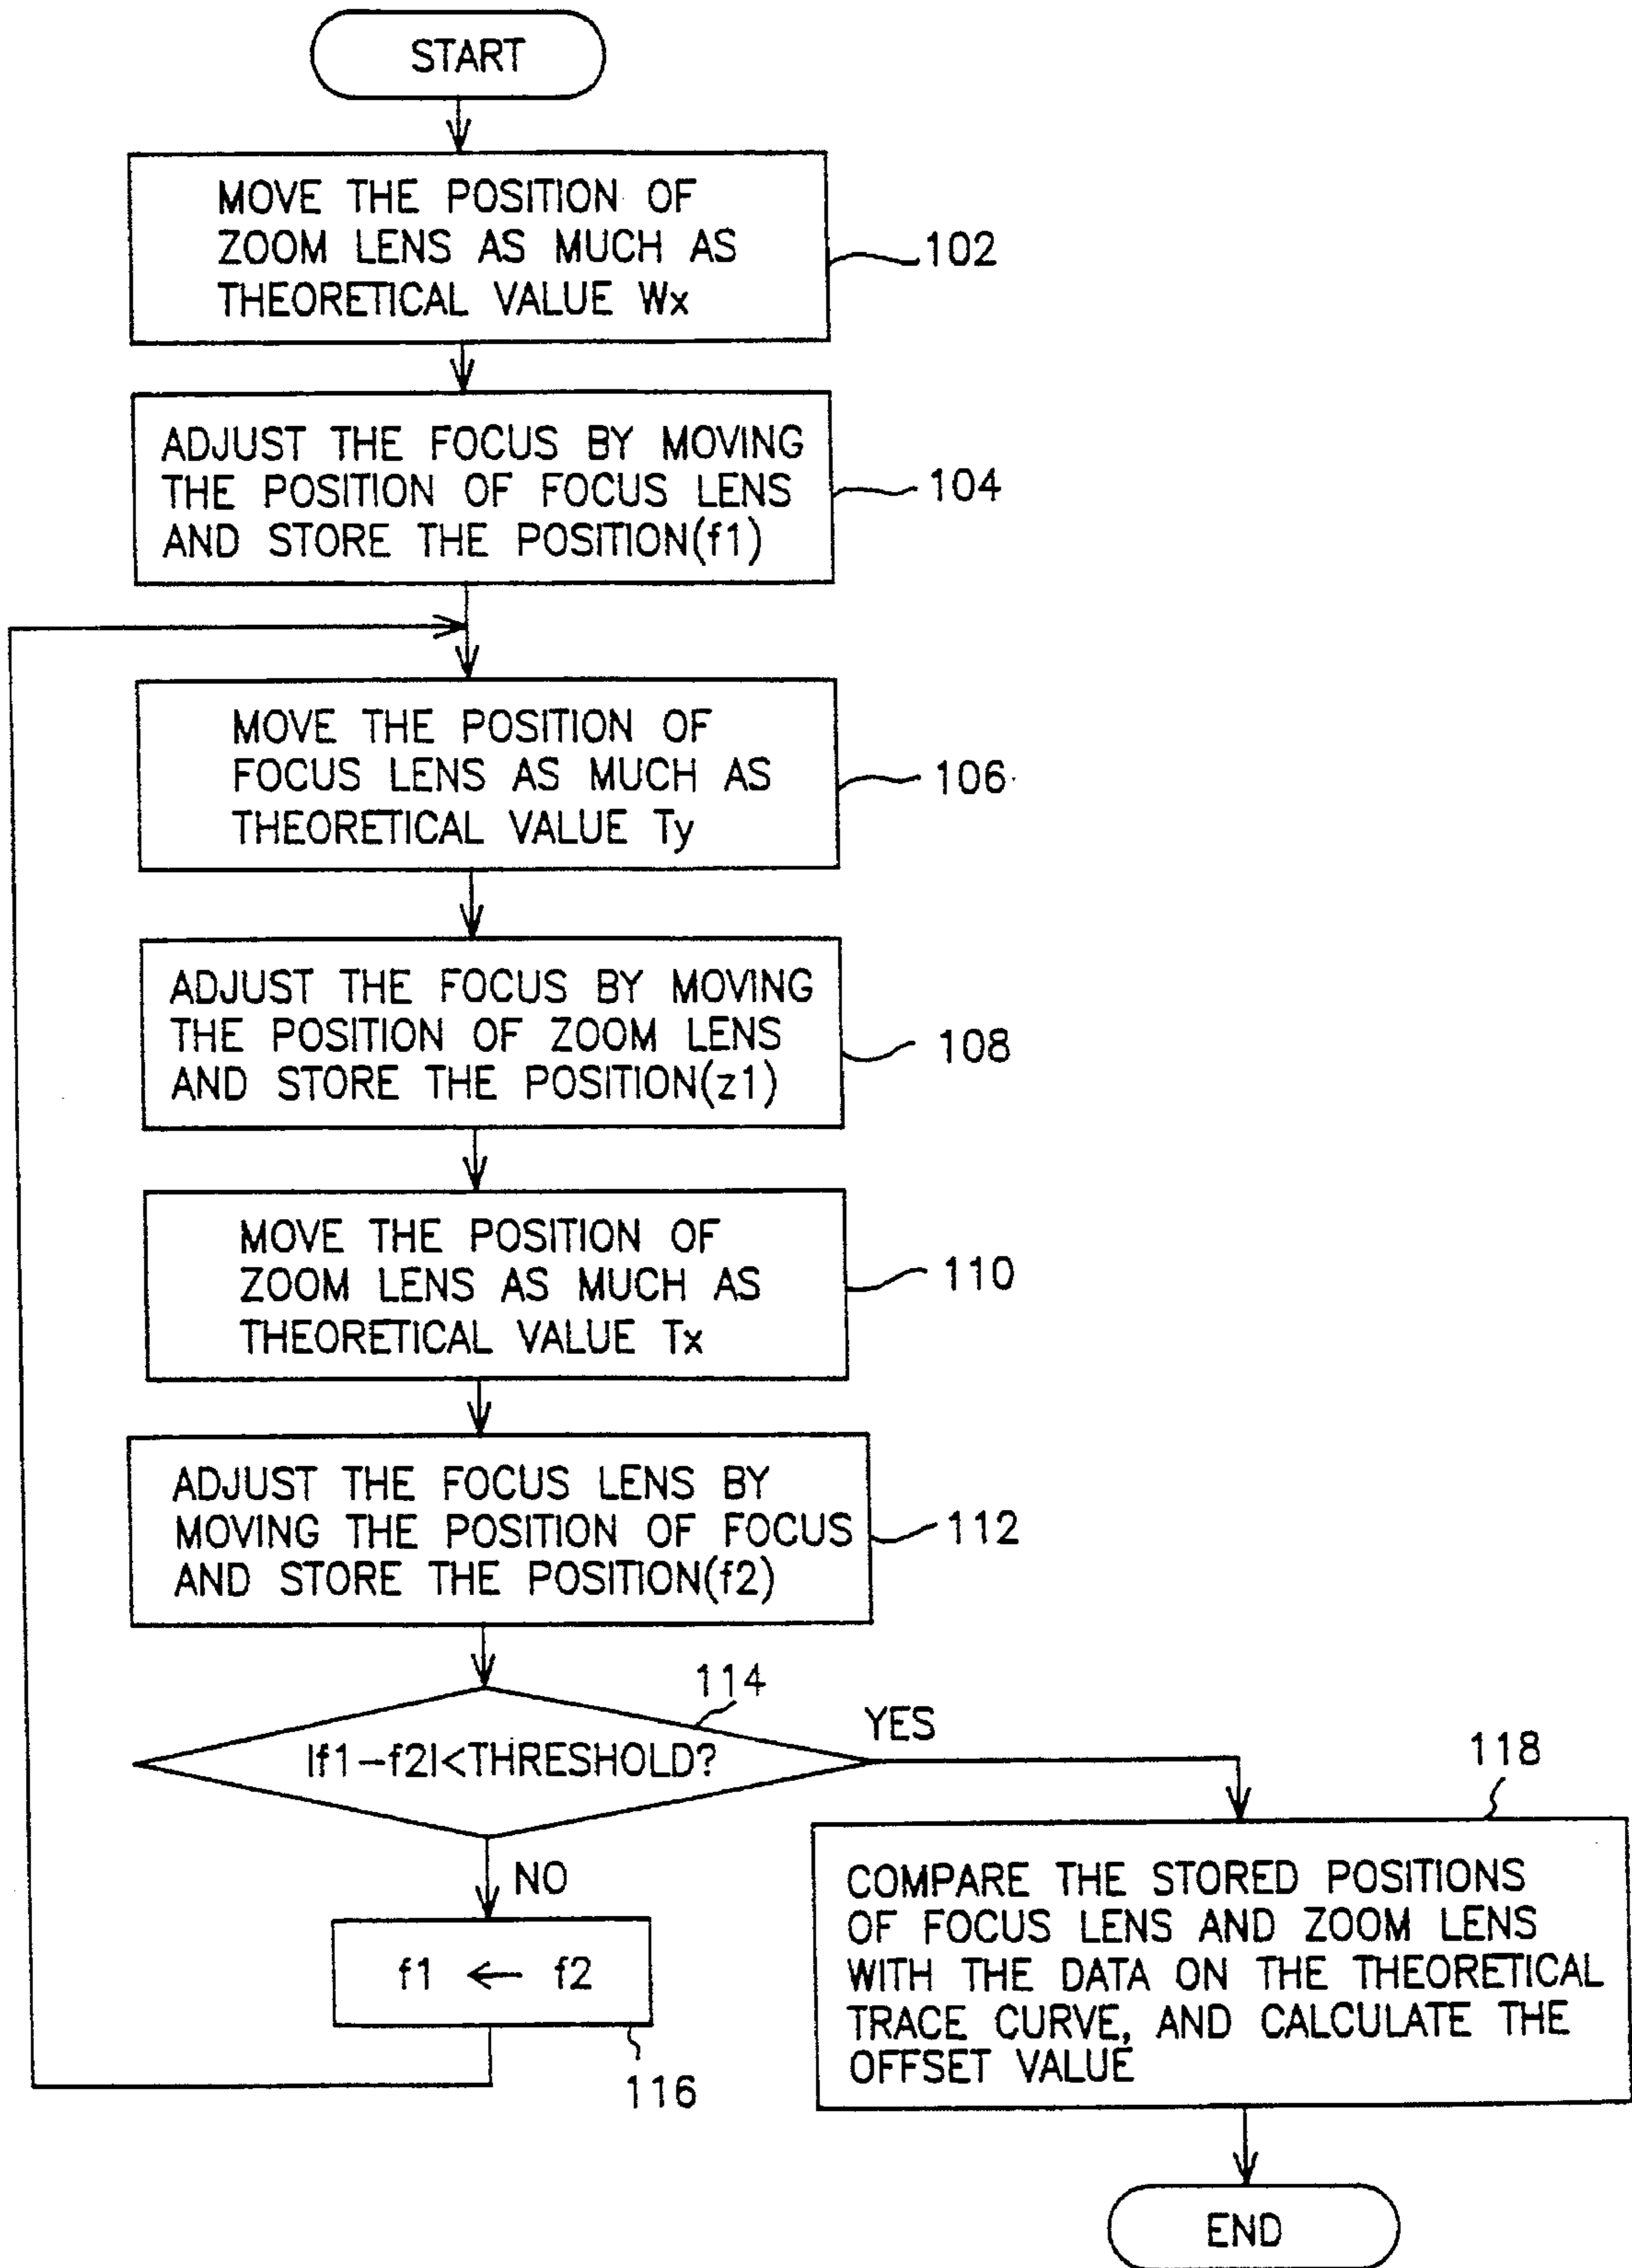 START
MOVE THE POSITION OF
ZOOM LENS AS MUCH AS
THEORETICAL VALUE Wx
102
ADJUST THE FOCUS BY MOVING
THE POSITION OF FOCUS LENS
AND STORE THE POSITION(f1)
104
MOVE THE POSITION OF
FOCUS LENS AS MUCH AS
THEORETICAL VALUE Ty
106
ADJUST THE FOCUS BY MOVING
THE POSITION OF ZOOM LENS
AND STORE THE POSITION(z1)
108
MOVE THE POSITION OF
ZOOM LENS AS MUCH AS
THEORETICAL VALUE Tx
110
ADJUST THE FOCUS LENS BY
MOVING THE POSITION OF FOCUS
AND STORE THE POSITION(f2)
112
114
|f1-f2|<THRESHOLD?
YES
NO
f1 ← f2
116
118
COMPARE THE STORED POSITIONS
OF FOCUS LENS AND ZOOM LENS
WITH THE DATA ON THE THEORETICAL
TRACE CURVE, AND CALCULATE THE
OFFSET VALUE
END